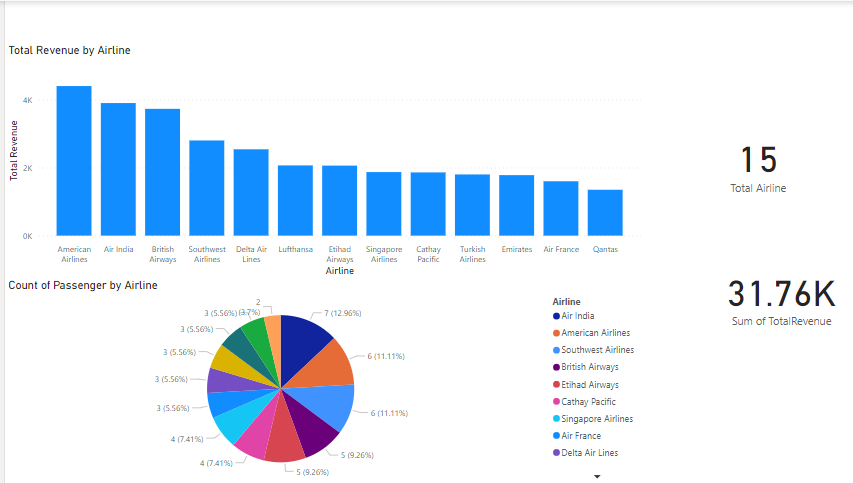 Total Revenue by Airline
Total Revenue
4K
2K
0K
American Airlines
Air India
British Airways
Southwest Airlines
Delta Air Lines
Lufthansa
Etihad Airways
Singapore Airlines
Cathay Pacific
Turkish Airlines
Emirates
Air France
Qantas
Airline
15
Total Airline
31.76K
Sum of TotalRevenue
Count of Passenger by Airline
7 (12.96%)
6 (11.11%)
6 (11.11%)
5 (9.26%)
5 (9.26%)
4 (7.41%)
4 (7.41%)
3 (5.56%)
3 (5.56%)
3 (5.56%)
3 (5.56%)
3 (5.56%)
2
(3.7%)
Airline
Air India
American Airlines
Southwest Airlines
British Airways
Etihad Airways
Cathay Pacific
Singapore Airlines
Air France
Delta Air Lines